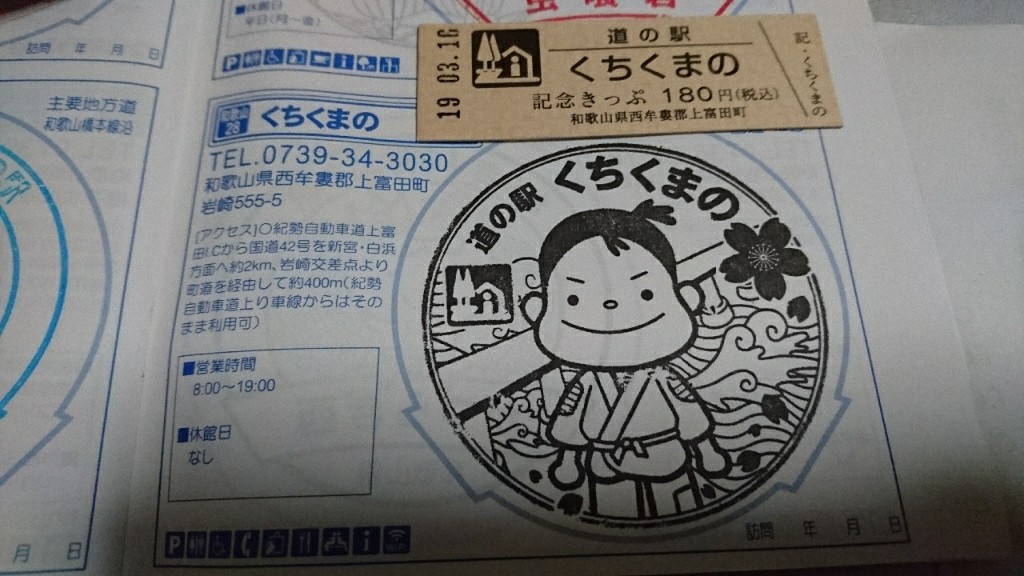 ■休館日
訪問 年 月 日
主要地方道
和歌山橋本線沿
19 03.16
道の駅
くちくまの
記念きっぷ 180円(税込)
和歌山県西牟婁郡上富田町
記・くちくまの
28 くちくまの
TEL.0739-34-3030
和歌山県西牟婁郡上富田町
岩崎555-5
[アクセス]○紀勢自動車道上富
田I.Cから国道42号を新宮・白浜
方面へ約2km、岩崎交差点より
町道を経由して約400m(紀勢
自動車道上り車線からはその
まま利用可)
■営業時間
8:00〜19:00
■休館日
なし
道の駅 くちくまの
月 日
訪問 年 月 日